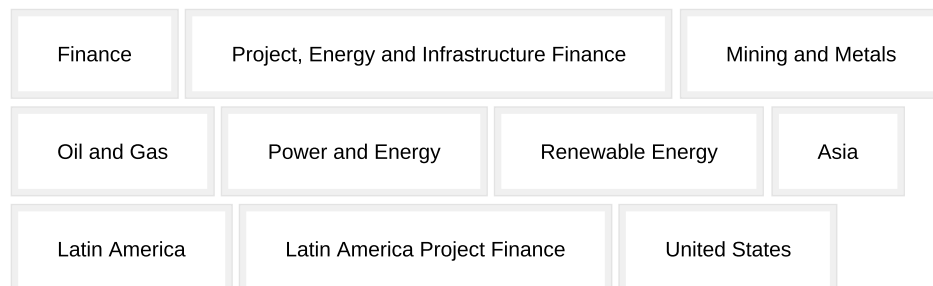 Finance Project, Energy and Infrastructure Finance Mining and Metals
Oil and Gas Power and Energy Renewable Energy Asia
Latin America Latin America Project Finance United States